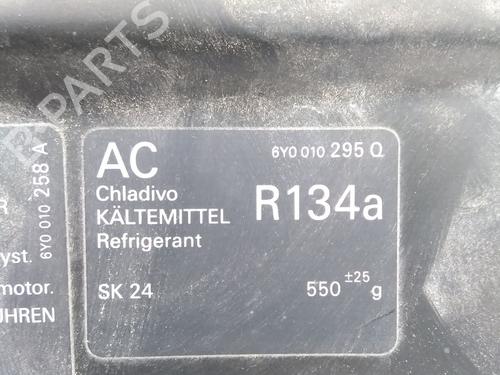 AC
6Y0 010 295 Q
Chladivo
KÄLTEMITTEL
Refrigerant
R134a
SK 24
550 ±25 g
6Y0 010 258 A
R
yst.
motor.
ÜHREN
B-PARTS